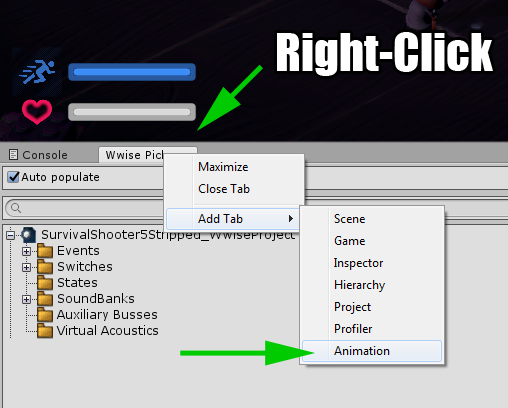 Right-Click
Console
Wwise Pick
Maximize
Auto populate
Close Tab
Add Tab
Scene
SurvivalShooter5Stripped_WwiseProject
Game
Events
Inspector
Switches
Hierarchy
States
Project
SoundBanks
Profiler
Auxiliary Busses
Animation
Virtual Acoustics